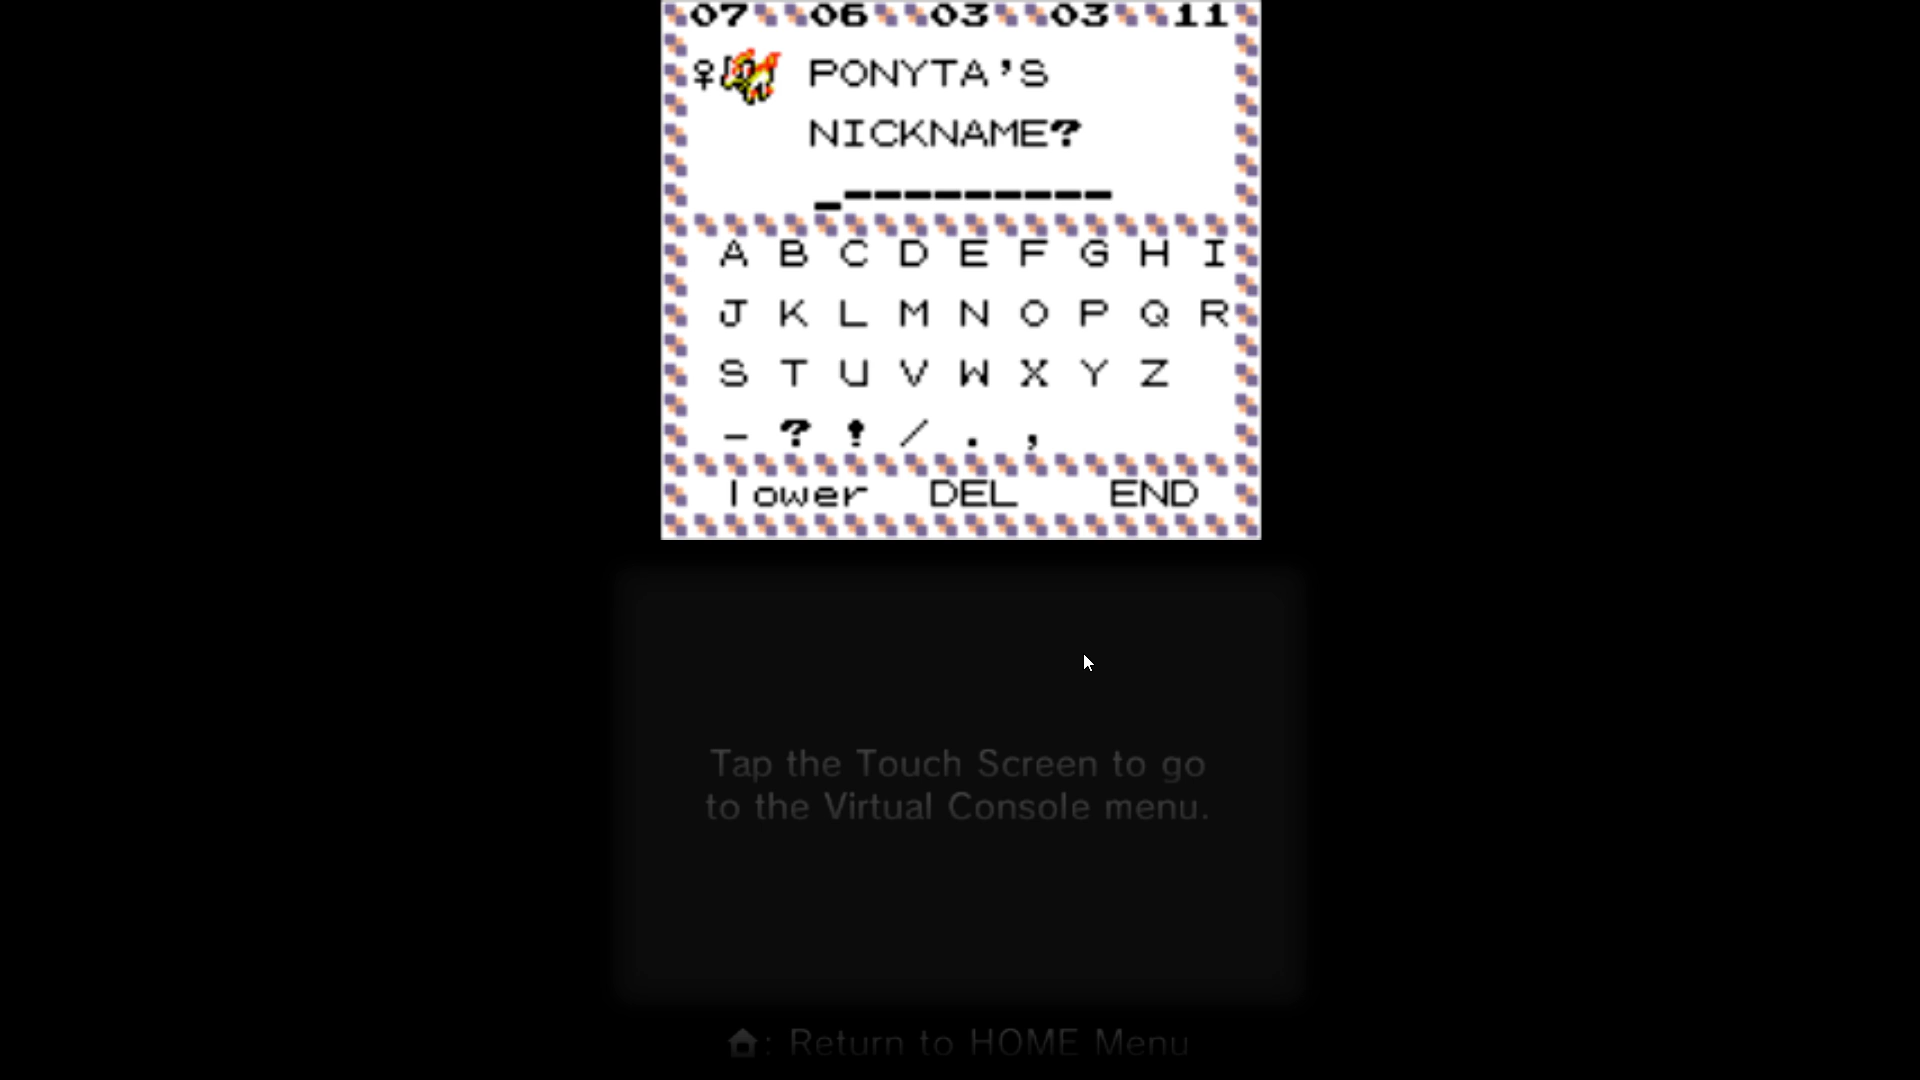 07 06 03 03 11
♀ PONYTA'S
NICKNAME?
_---------
A B C D E F G H I
J K L M N O P Q R
S T U V W X Y Z
- ? ! / . ,
lower DEL END
Tap the Touch Screen to go
to the Virtual Console menu.
: Return to HOME Menu